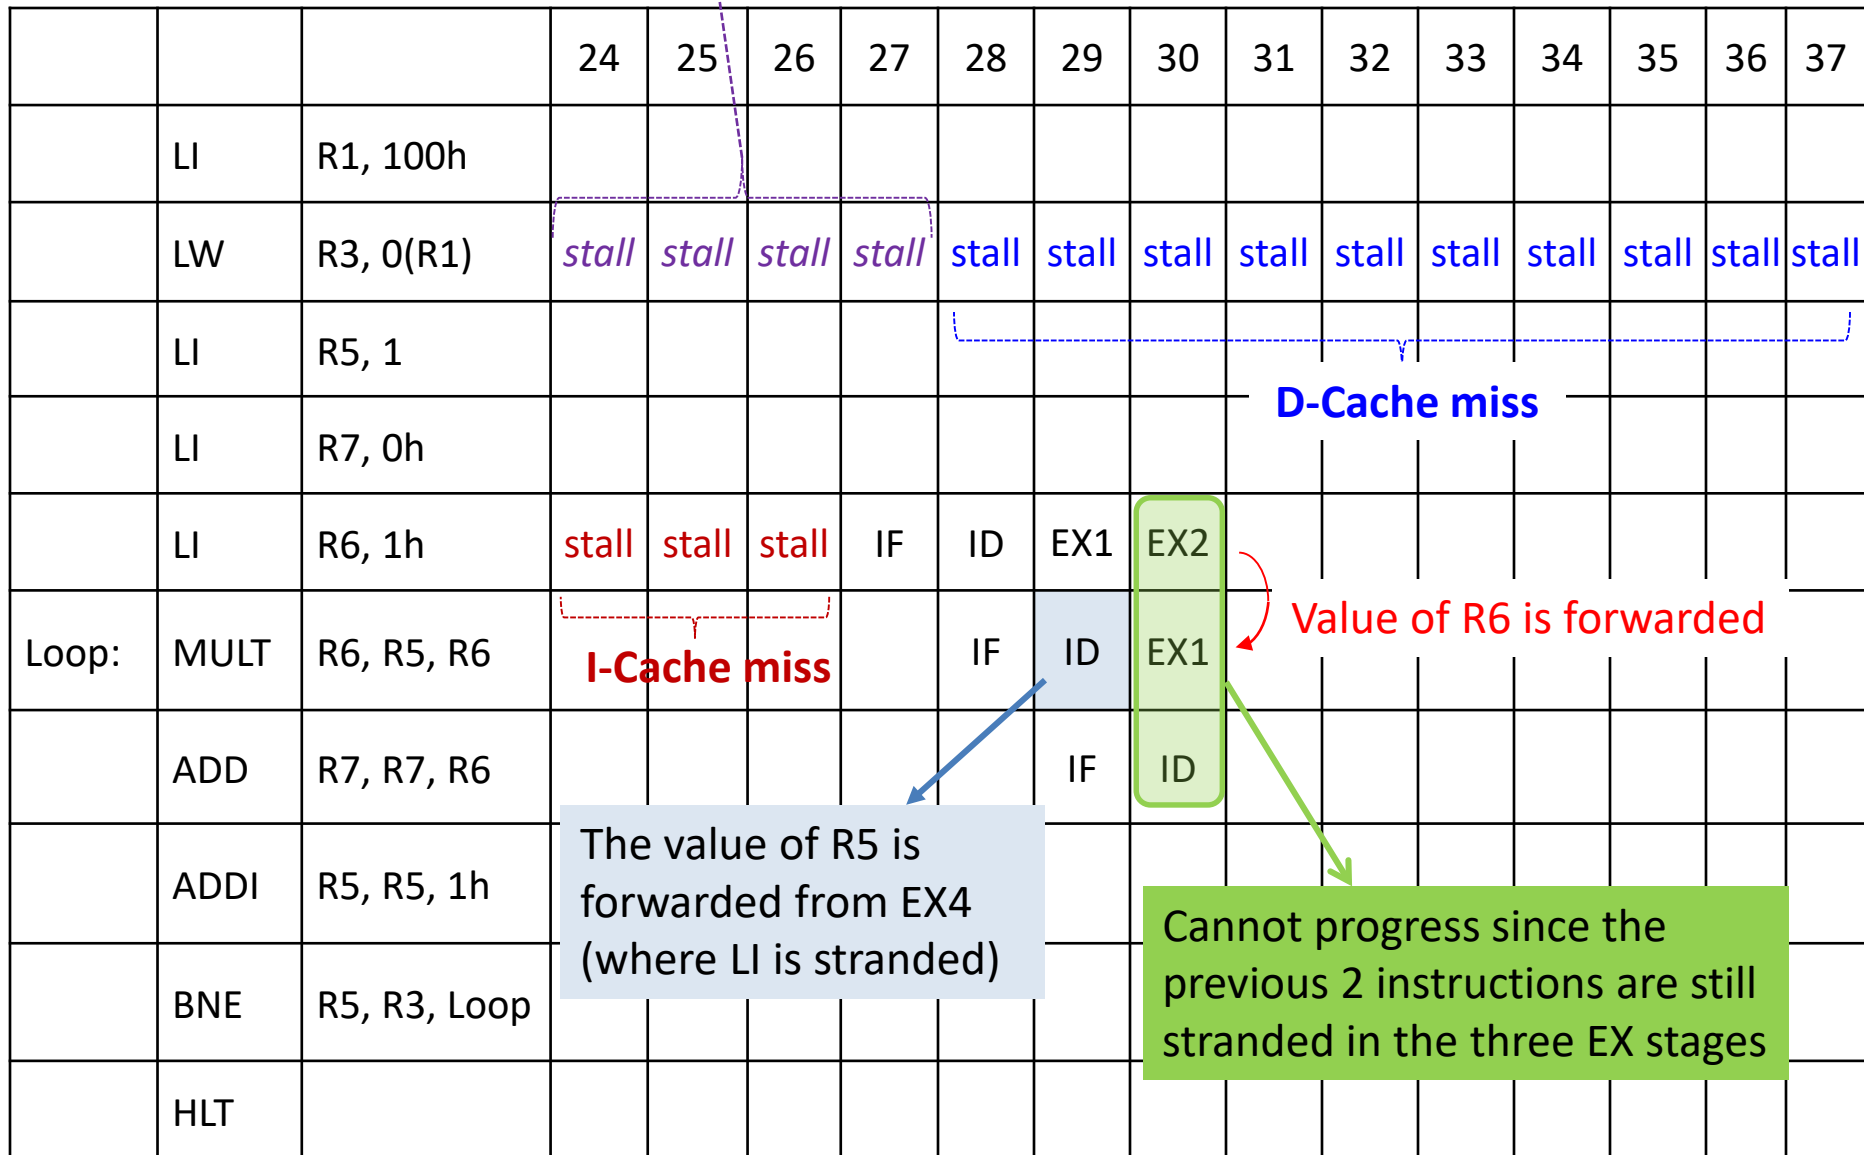 24 25 26 27 28 29 30 31 32 33 34 35 36 37
LI R1, 100h
LW R3, 0(R1) stall stall stall stall stall stall stall stall stall stall stall stall stall stall
LI R5, 1
D-Cache miss
LI R7, 0h
LI R6, 1h stall stall stall IF ID EX1 EX2
Value of R6 is forwarded
Loop: MULT R6, R5, R6 IF ID EX1
I-Cache miss
ADD R7, R7, R6 IF ID
The value of R5 is
forwarded from EX4
(where LI is stranded)
ADDI R5, R5, 1h
Cannot progress since the
previous 2 instructions are still
stranded in the three EX stages
BNE R5, R3, Loop
HLT